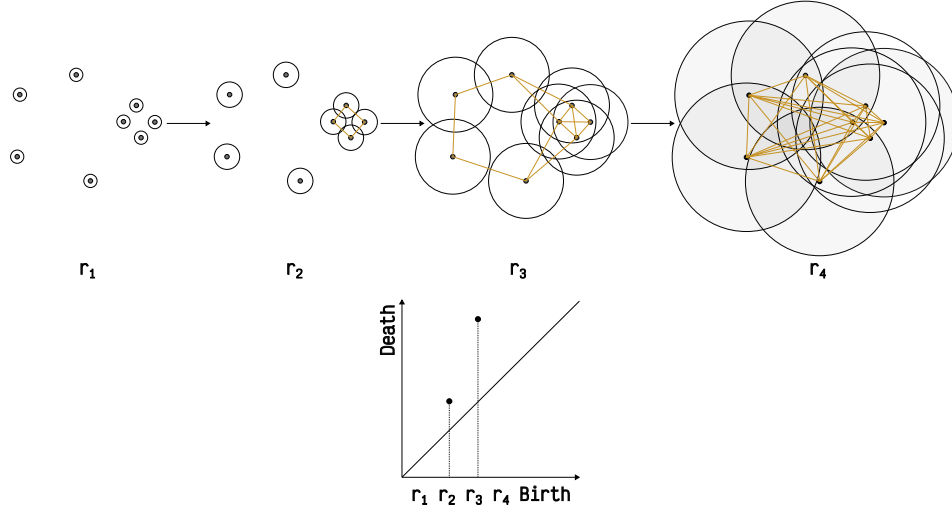 r₁
r₂
r₃
r₄
Death
r₁ r₂ r₃ r₄ Birth